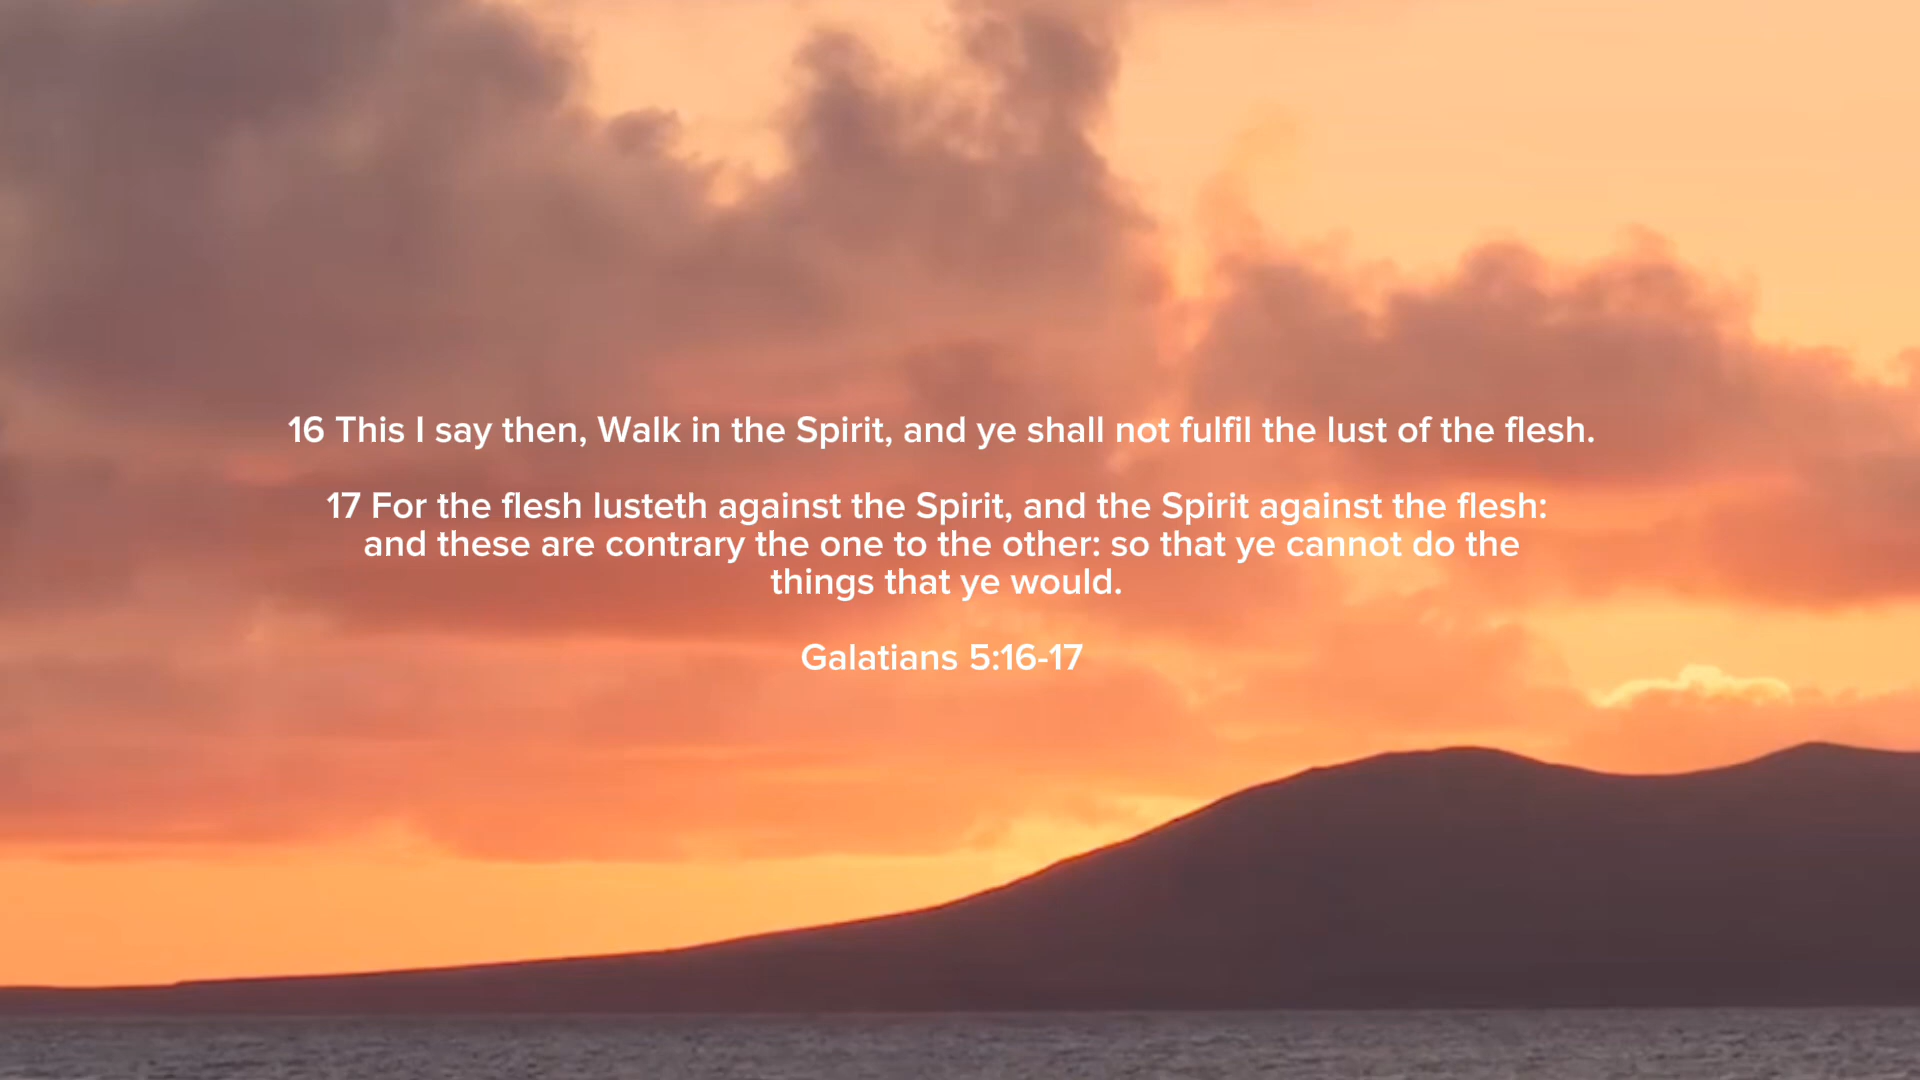 16 This I say then, Walk in the Spirit, and ye shall not fulfil the lust of the flesh.
17 For the flesh lusteth against the Spirit, and the Spirit against the flesh:
and these are contrary the one to the other: so that ye cannot do the
things that ye would.
Galatians 5:16-17